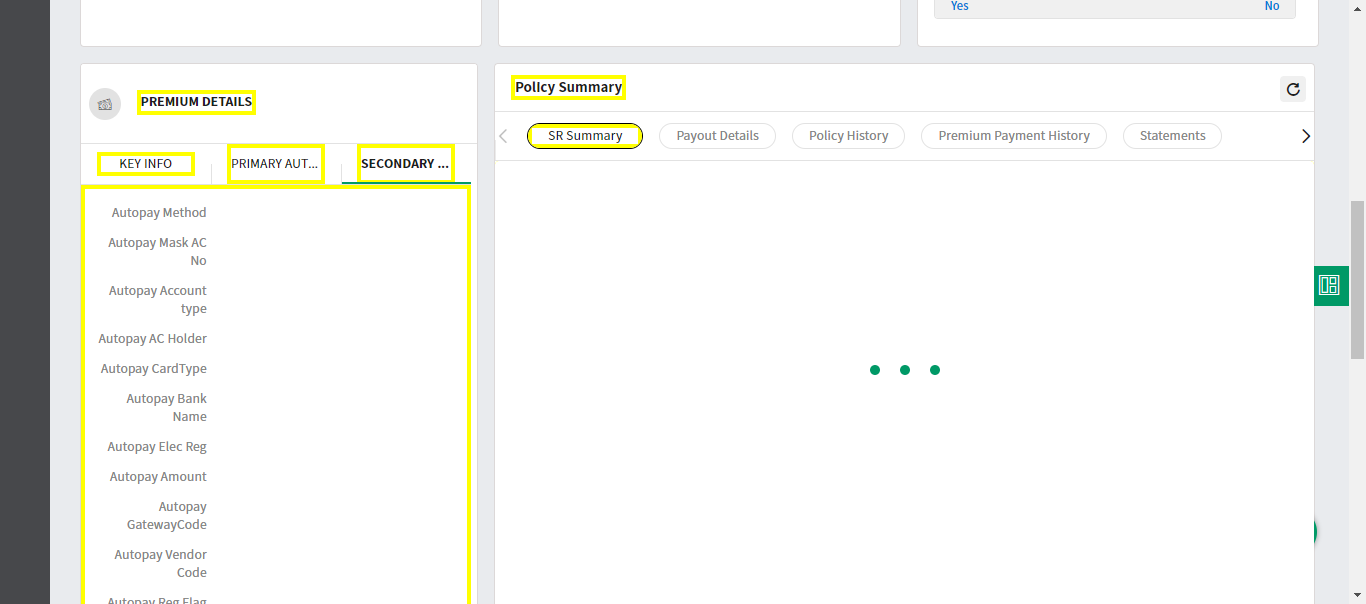 Yes
No
PREMIUM DETAILS
KEY INFO
PRIMARY AUT...
SECONDARY ...
Autopay Method
Autopay Mask AC
No
Autopay Account
type
Autopay AC Holder
Autopay CardType
Autopay Bank
Name
Autopay Elec Reg
Autopay Amount
Autopay
GatewayCode
Autopay Vendor
Code
Autopay Reg Flag
Policy Summary
SR Summary
Payout Details
Policy History
Premium Payment History
Statements